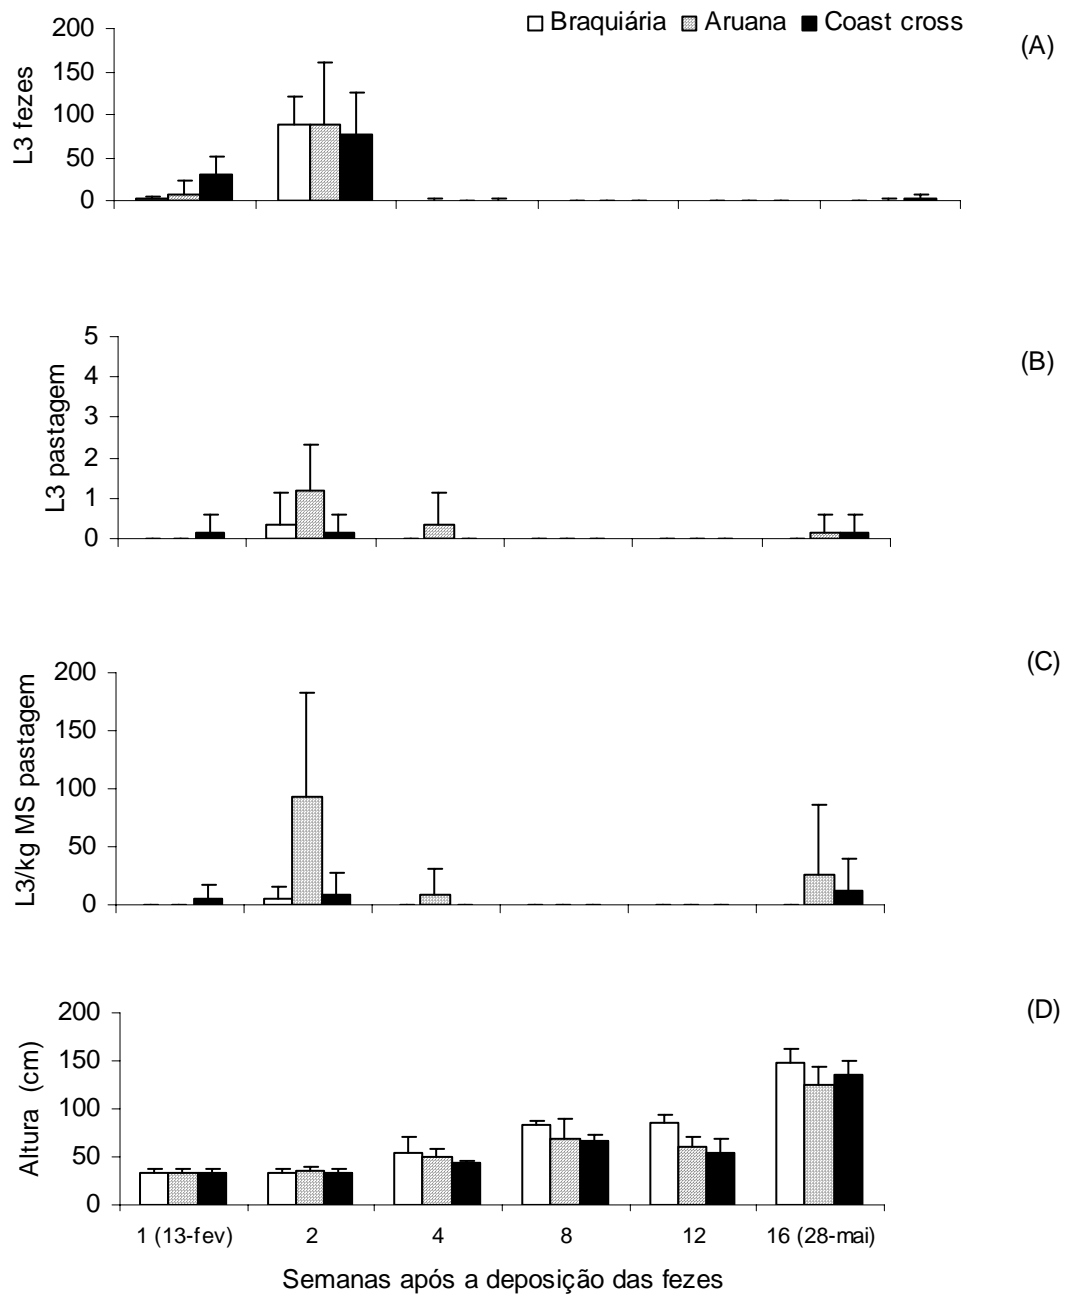 Braquiária Aruana Coast cross
(A)
L3 fezes
200
150
100
50
0
(B)
L3 pastagem
5
4
3
2
1
0
(C)
L3/kg MS pastagem
200
150
100
50
0
(D)
Altura (cm)
200
150
100
50
0
1 (13-fev) 2 4 8 12 16 (28-mai)
Semanas após a deposição das fezes